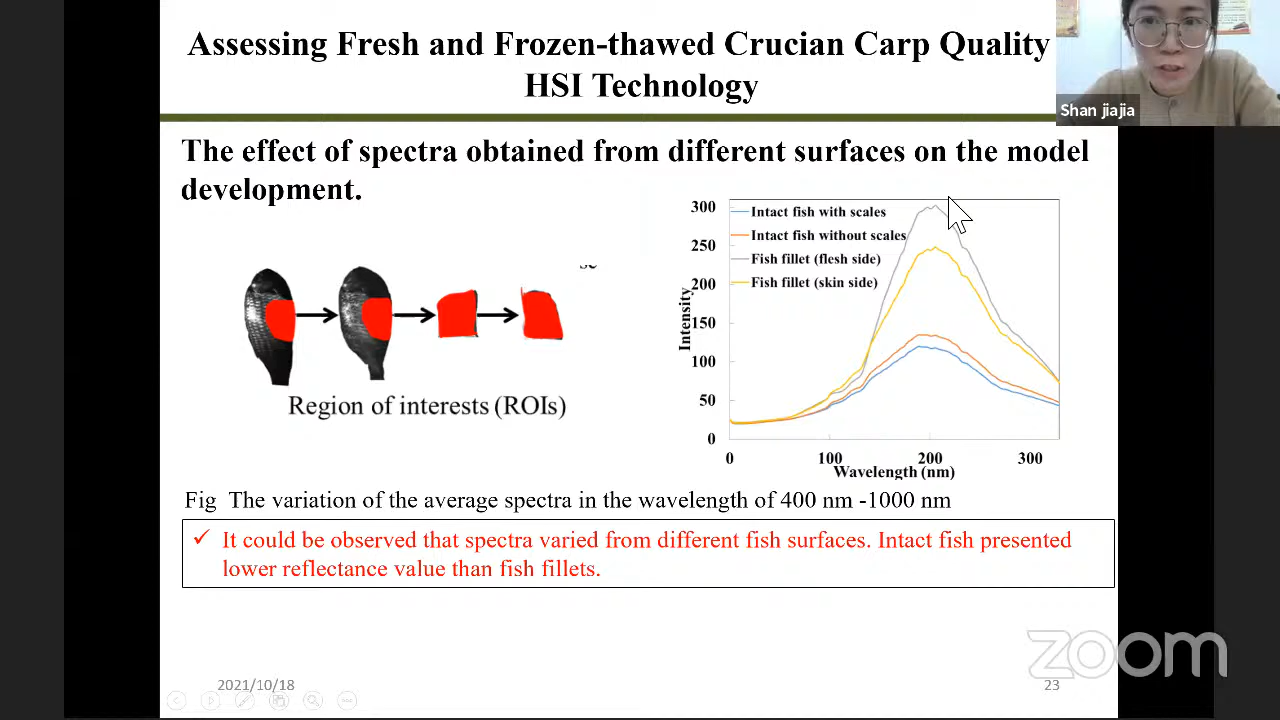 Assessing Fresh and Frozen-thawed Crucian Carp Quality
HSI Technology
Shan jiajia
The effect of spectra obtained from different surfaces on the model
development.
Region of interests (ROIs)
300
250
200
150
100
50
0
Intensity
Intact fish with scales
Intact fish without scales
Fish fillet (flesh side)
Fish fillet (skin side)
0 100 200 300
Wavelength (nm)
Fig The variation of the average spectra in the wavelength of 400 nm -1000 nm
✓ It could be observed that spectra varied from different fish surfaces. Intact fish presented
lower reflectance value than fish fillets.
zoom
2021/10/18
23